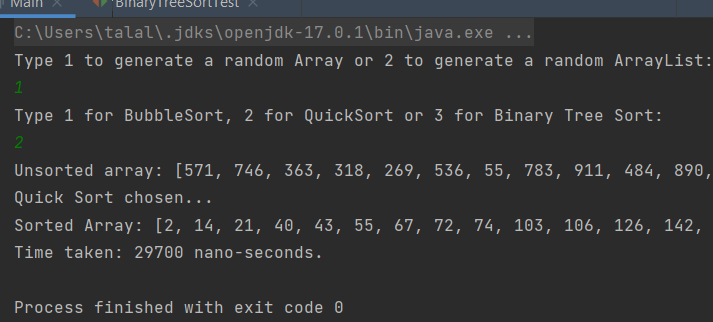 Main BinaryTreeSortTest
C:\Users\talal\.jdks\openjdk-17.0.1\bin\java.exe ...
Type 1 to generate a random Array or 2 to generate a random ArrayList:
1
Type 1 for BubbleSort, 2 for QuickSort or 3 for Binary Tree Sort:
2
Unsorted array: [571, 746, 363, 318, 269, 536, 55, 783, 911, 484, 890,
Quick Sort chosen...
Sorted Array: [2, 14, 21, 40, 43, 55, 67, 72, 74, 103, 106, 126, 142,
Time taken: 29700 nano-seconds.
Process finished with exit code 0